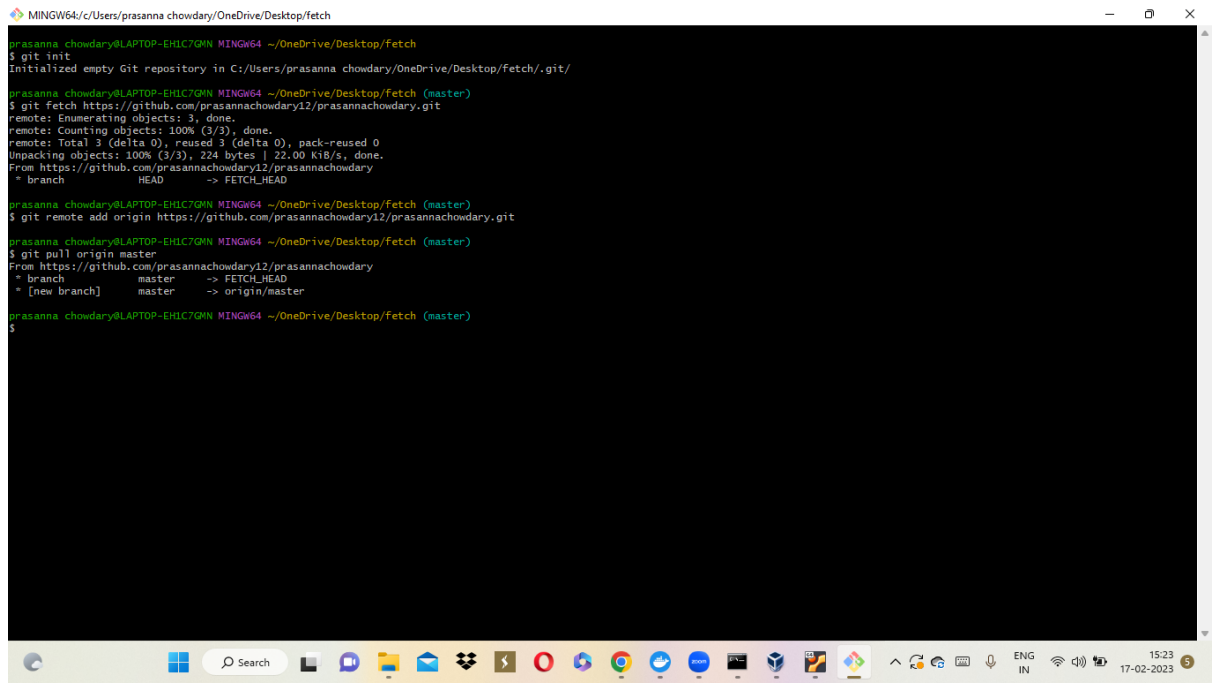 MINGW64:/c/Users/prasanna chowdary/OneDrive/Desktop/fetch
prasanna chowdary@LAPTOP-EH1C7GMN MINGW64 ~/OneDrive/Desktop/fetch
$ git init
Initialized empty Git repository in C:/Users/prasanna chowdary/OneDrive/Desktop/fetch/.git/
prasanna chowdary@LAPTOP-EH1C7GMN MINGW64 ~/OneDrive/Desktop/fetch (master)
$ git fetch https://github.com/prasannachowdary12/prasannachowdary.git
remote: Enumerating objects: 3, done.
remote: Counting objects: 100% (3/3), done.
remote: Total 3 (delta 0), reused 3 (delta 0), pack-reused 0
Unpacking objects: 100% (3/3), 224 bytes | 22.00 KiB/s, done.
From https://github.com/prasannachowdary12/prasannachowdary
 * branch            HEAD       -> FETCH_HEAD
prasanna chowdary@LAPTOP-EH1C7GMN MINGW64 ~/OneDrive/Desktop/fetch (master)
$ git remote add origin https://github.com/prasannachowdary12/prasannachowdary.git
prasanna chowdary@LAPTOP-EH1C7GMN MINGW64 ~/OneDrive/Desktop/fetch (master)
$ git pull origin master
From https://github.com/prasannachowdary12/prasannachowdary
 * branch            master     -> FETCH_HEAD
 * [new branch]      master     -> origin/master
prasanna chowdary@LAPTOP-EH1C7GMN MINGW64 ~/OneDrive/Desktop/fetch (master)
$
Search
zoom
ENG
IN
15:23
17-02-2023
5